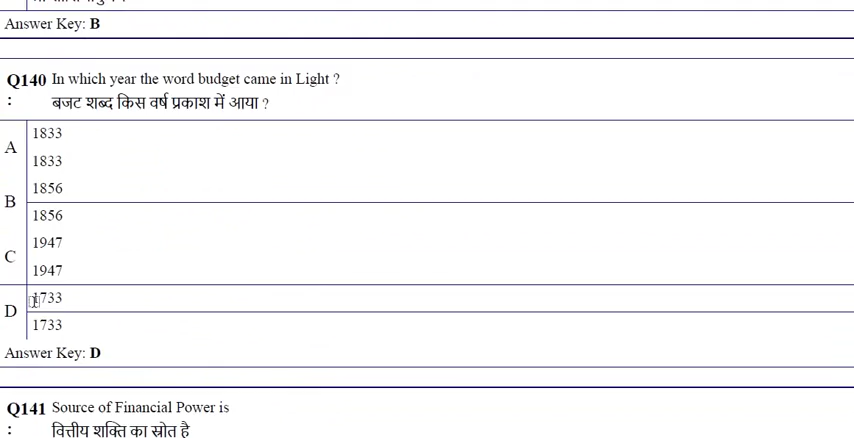 Answer Key: B
Q140 In which year the word budget came in Light ?
: बजट शब्द किस वर्ष प्रकाश में आया ?
1833
A
1833
1856
B
1856
1947
C
1947
1733
D
1733
Answer Key: D
Q141 Source of Financial Power is
: वित्तीय शक्ति का स्रोत है